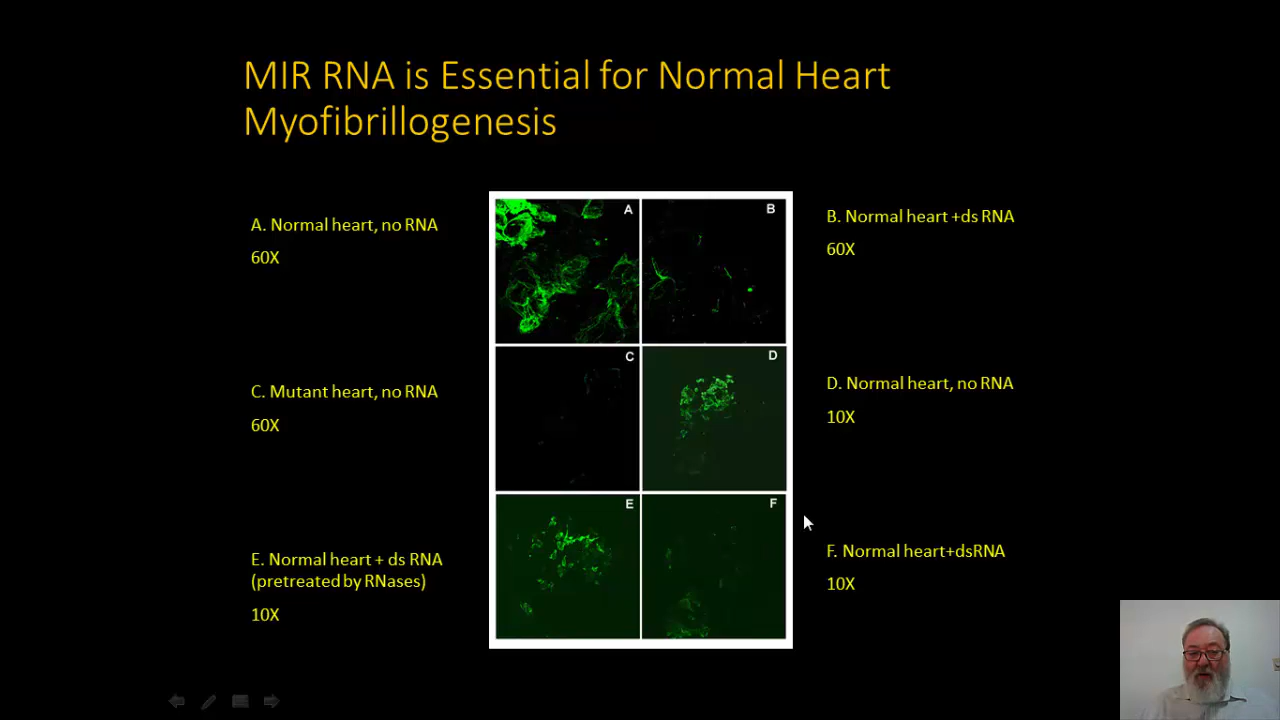 MIR RNA is Essential for Normal Heart
Myofibrillogenesis
A. Normal heart, no RNA
60X
A
B
B. Normal heart +ds RNA
60X
C. Mutant heart, no RNA
60X
C
D
D. Normal heart, no RNA
10X
E. Normal heart + ds RNA
(pretreated by RNases)
10X
E
F
F. Normal heart+dsRNA
10X